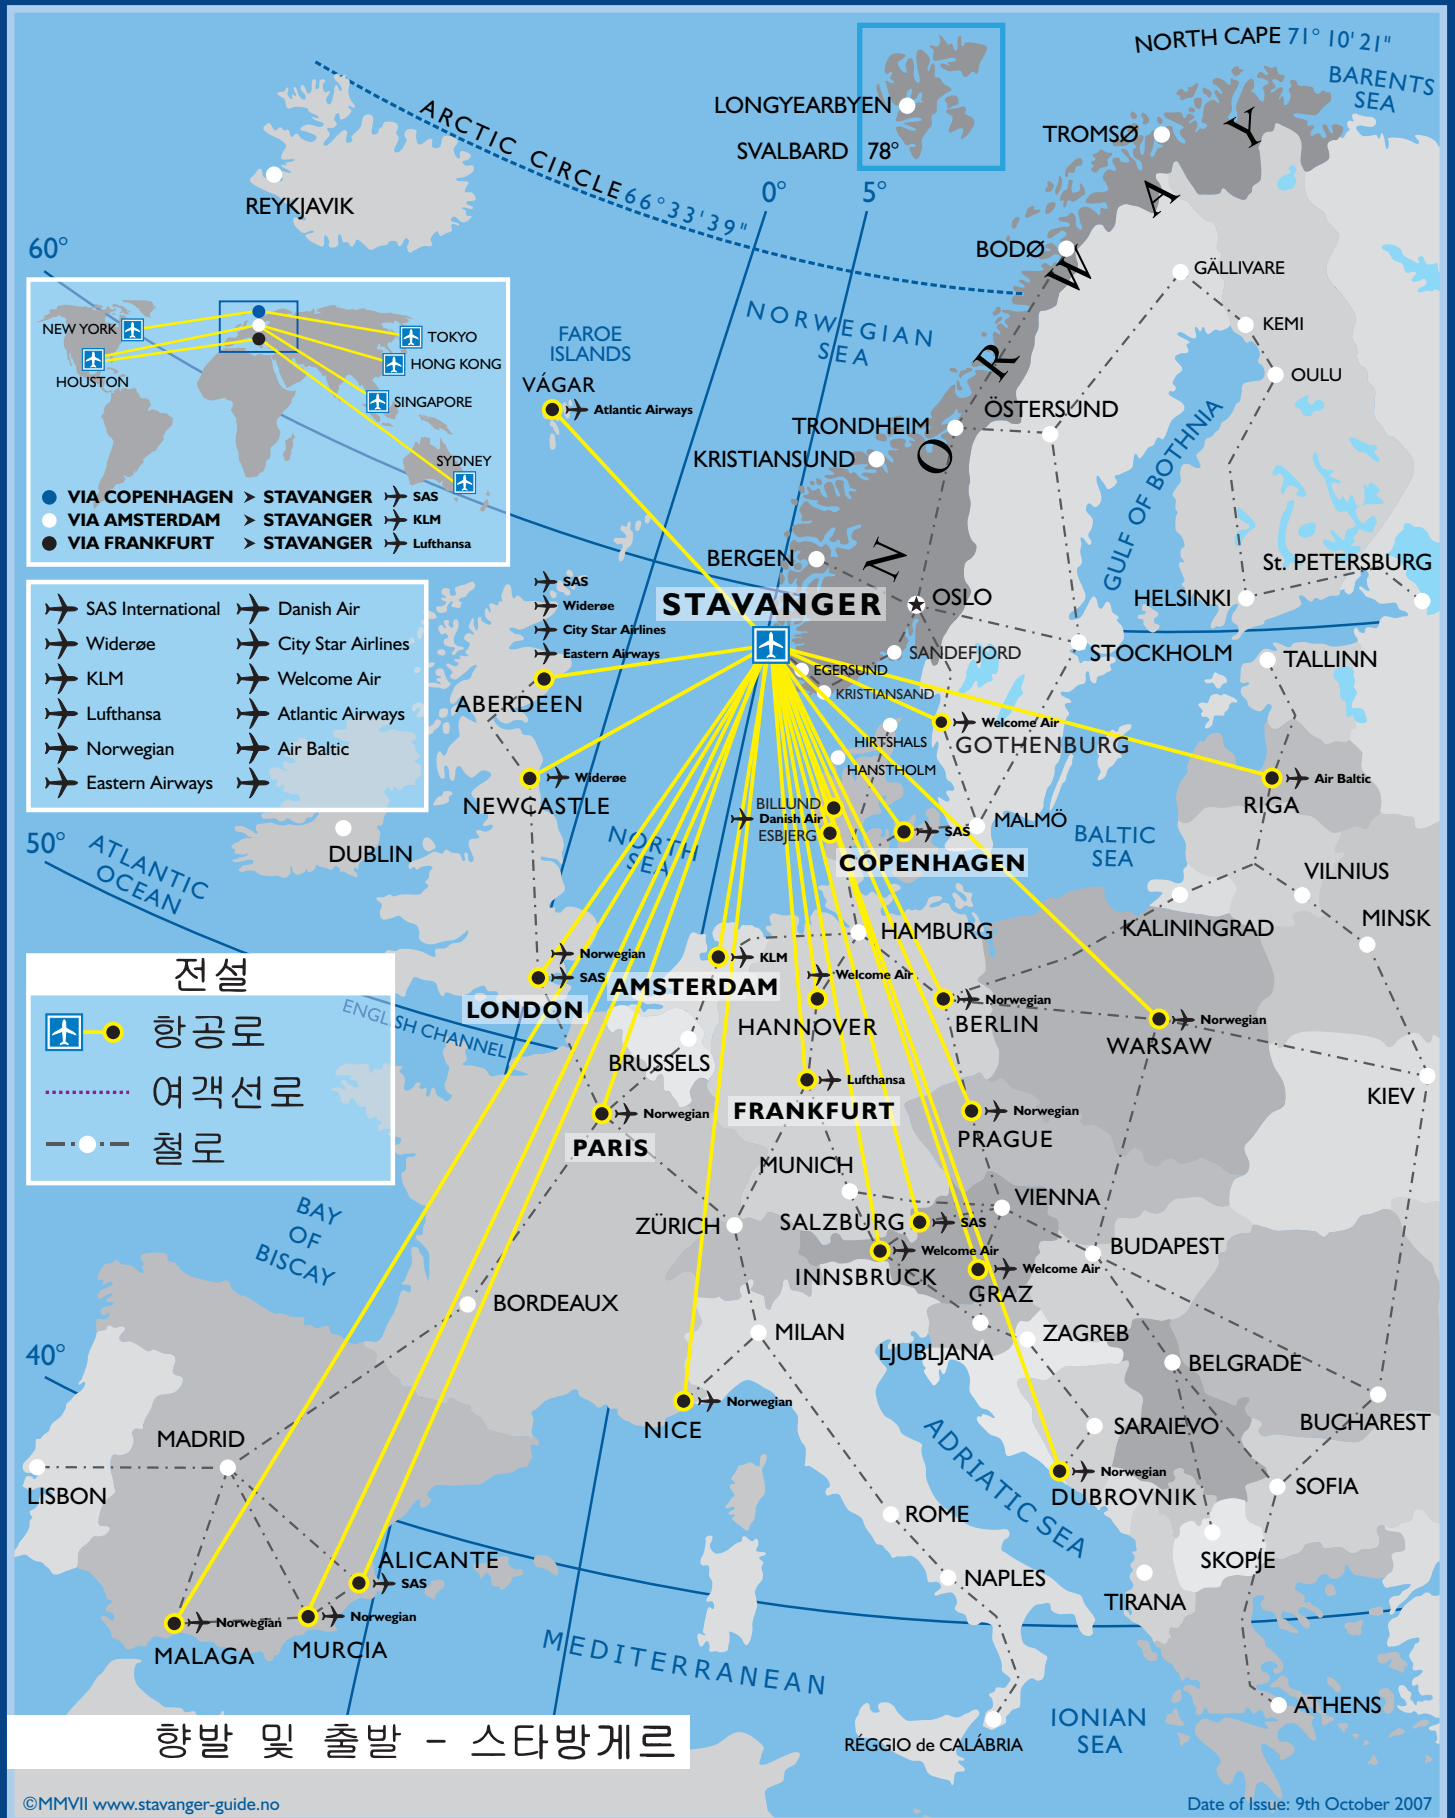 NORTH CAPE 71° 10'21"
BARENTS
SEA
LONGYEARBYEN
SVALBARD 78°
TROMSØ
ARCTIC CIRCLE 66°33'39"
0°
5°
REYKJAVIK
60°
BODØ
NORWAY
GÄLLIVARE
KEMI
OULU
NORWEGIAN
SEA
FAROE
ISLANDS
VÁGAR
Atlantic Airways
NEW YORK
HOUSTON
TOKYO
HONG KONG
SINGAPORE
SYDNEY
VIA COPENHAGEN > STAVANGER SAS
VIA AMSTERDAM > STAVANGER KLM
VIA FRANKFURT > STAVANGER Lufthansa
TRONDHEIM
ÖSTERSUND
KRISTIANSUND
GULF OF BOTHNIA
BERGEN
St. PETERSBURG
HELSINKI
STAVANGER
OSLO
SAS
Widerøe
City Star Airlines
Eastern Airways
ABERDEEN
SAS International
Danish Air
Widerøe
City Star Airlines
KLM
Welcome Air
Lufthansa
Atlantic Airways
Norwegian
Air Baltic
Eastern Airways
SANDEFJORD
EGERSUND
KRISTIANSAND
STOCKHOLM
TALLINN
Welcome Air
GOTHENBURG
HIRTSHALS
HANSTHOLM
Widerøe
NEWCASTLE
Air Baltic
RIGA
BILLUND
Danish Air
ESBJERG
SAS
COPENHAGEN
MALMÖ
BALTIC
SEA
NORTH
SEA
DUBLIN
50°
ATLANTIC
OCEAN
VILNIUS
MINSK
KALININGRAD
HAMBURG
Norwegian
SAS
LONDON
KLM
AMSTERDAM
Welcome Air
HANNOVER
Norwegian
BERLIN
Norwegian
WARSAW
ENGLISH CHANNEL
BRUSSELS
KIEV
전설
항공로
여객선로
철로
Lufthansa
FRANKFURT
Norwegian
PARIS
Norwegian
PRAGUE
MUNICH
VIENNA
BAY
OF
BISCAY
ZÜRICH
SALZBURG
SAS
Welcome Air
INNSBRUCK
Welcome Air
GRAZ
BUDAPEST
BORDEAUX
MILAN
LJUBLJANA
ZAGREB
BELGRADE
40°
Norwegian
NICE
SARAIEVO
BUCHAREST
MADRID
LISBON
ADRIATIC SEA
Norwegian
DUBROVNIK
SOFIA
ROME
SKOPJE
ALICANTE
SAS
NAPLES
TIRANA
Norwegian
MALAGA
Norwegian
MURCIA
MEDITERRANEAN
ATHENS
IONIAN
SEA
RÉGGIO de CALÁBRIA
향발 및 출발 - 스타방게르
©MMVII www.stavanger-guide.no
Date of Issue: 9th October 2007